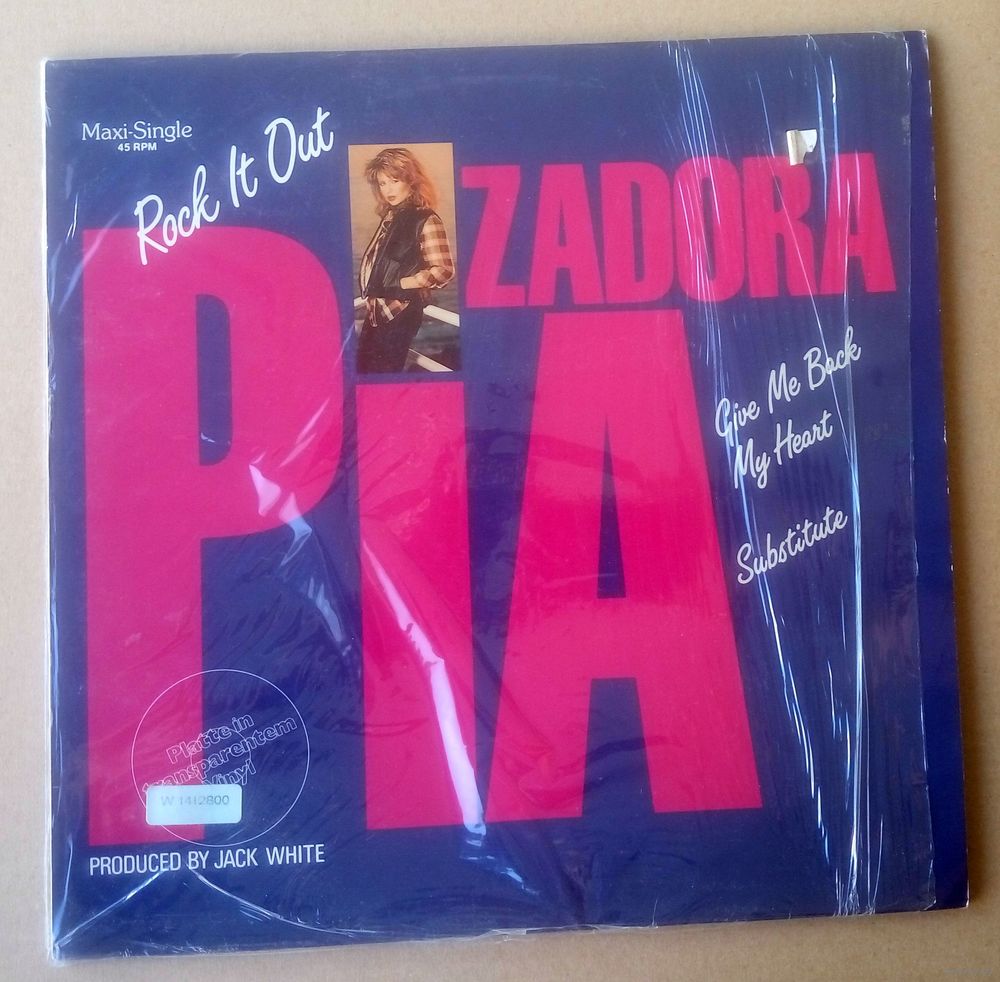 Maxi-Single
45 RPM
Rock It Out
ZADORA
PiA
Give Me Back
My Heart
Substitute
Platte in
transparentem
Vinyl
W 1412800
PRODUCED BY JACK WHITE